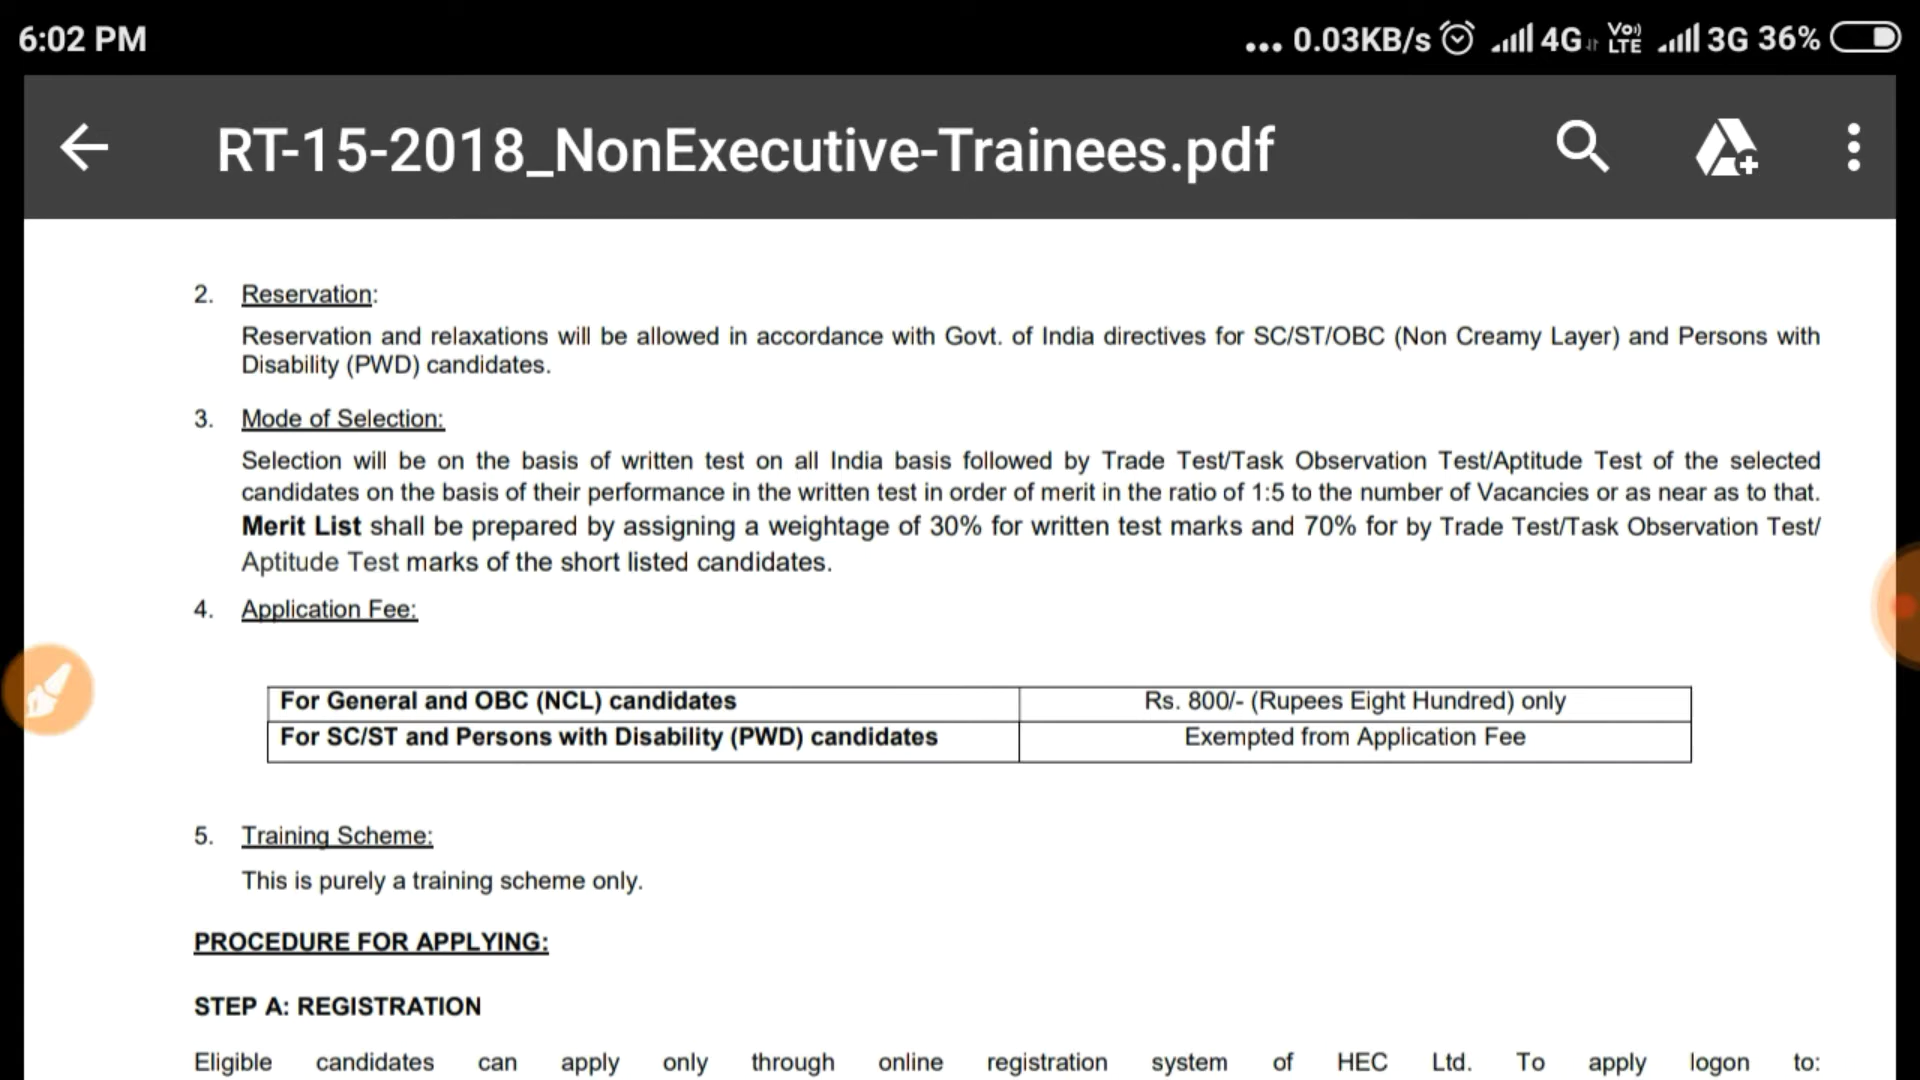 6:02 PM
... 0.03KB/s 4G Vo)) LTE 3G 36%
RT-15-2018_NonExecutive-Trainees.pdf
2. Reservation:
Reservation and relaxations will be allowed in accordance with Govt. of India directives for SC/ST/OBC (Non Creamy Layer) and Persons with
Disability (PWD) candidates.
3. Mode of Selection:
Selection will be on the basis of written test on all India basis followed by Trade Test/Task Observation Test/Aptitude Test of the selected
candidates on the basis of their performance in the written test in order of merit in the ratio of 1:5 to the number of Vacancies or as near as to that.
Merit List shall be prepared by assigning a weightage of 30% for written test marks and 70% for by Trade Test/Task Observation Test/
Aptitude Test marks of the short listed candidates.
4. Application Fee:
For General and OBC (NCL) candidates Rs. 800/- (Rupees Eight Hundred) only
For SC/ST and Persons with Disability (PWD) candidates Exempted from Application Fee
5. Training Scheme:
This is purely a training scheme only.
PROCEDURE FOR APPLYING:
STEP A: REGISTRATION
Eligible candidates can apply only through online registration system of HEC Ltd. To apply logon to: